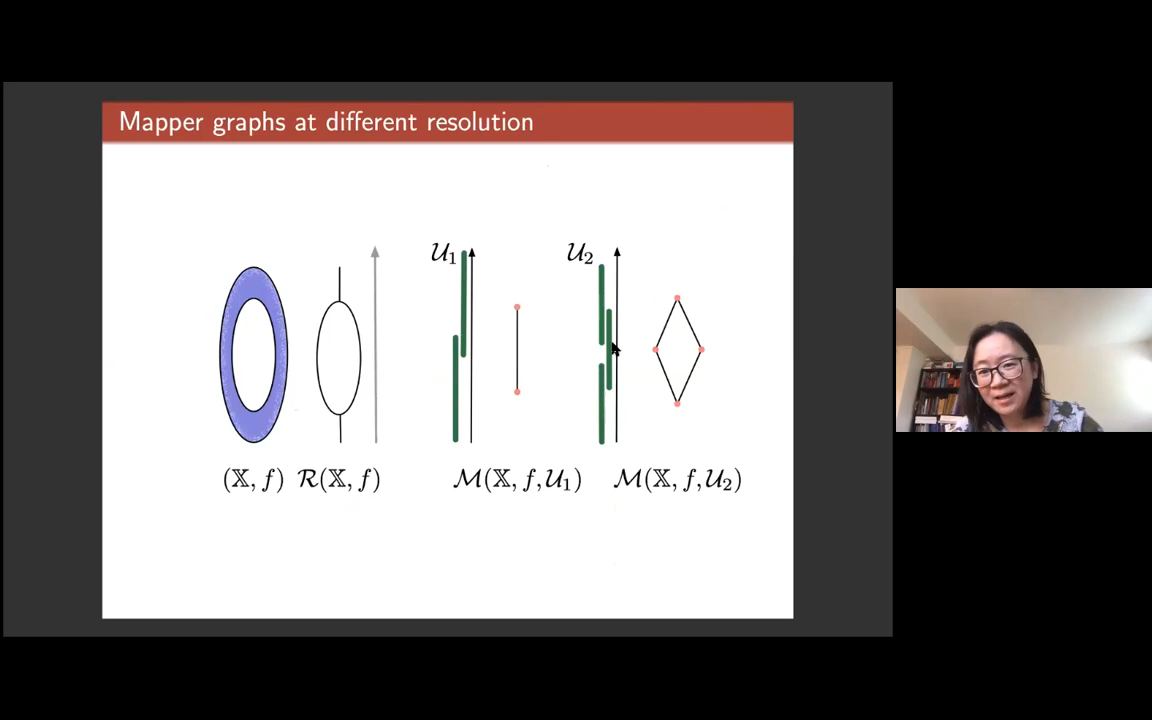 Mapper graphs at different resolution
𝒰₁
𝒰₂
(𝕏, f)
ℛ(𝕏, f)
ℳ(𝕏, f,𝒰₁)
ℳ(𝕏, f,𝒰₂)